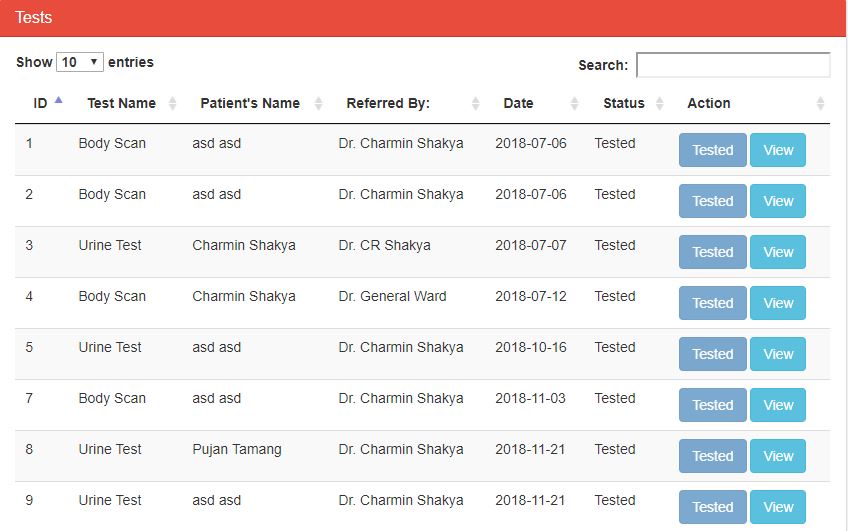 Tests
Show 10 entries Search:
ID Test Name Patient's Name Referred By: Date Status Action
1 Body Scan asd asd Dr. Charmin Shakya 2018-07-06 Tested Tested View
2 Body Scan asd asd Dr. Charmin Shakya 2018-07-06 Tested Tested View
3 Urine Test Charmin Shakya Dr. CR Shakya 2018-07-07 Tested Tested View
4 Body Scan Charmin Shakya Dr. General Ward 2018-07-12 Tested Tested View
5 Urine Test asd asd Dr. Charmin Shakya 2018-10-16 Tested Tested View
7 Body Scan asd asd Dr. Charmin Shakya 2018-11-03 Tested Tested View
8 Urine Test Pujan Tamang Dr. Charmin Shakya 2018-11-21 Tested Tested View
9 Urine Test asd asd Dr. Charmin Shakya 2018-11-21 Tested Tested View